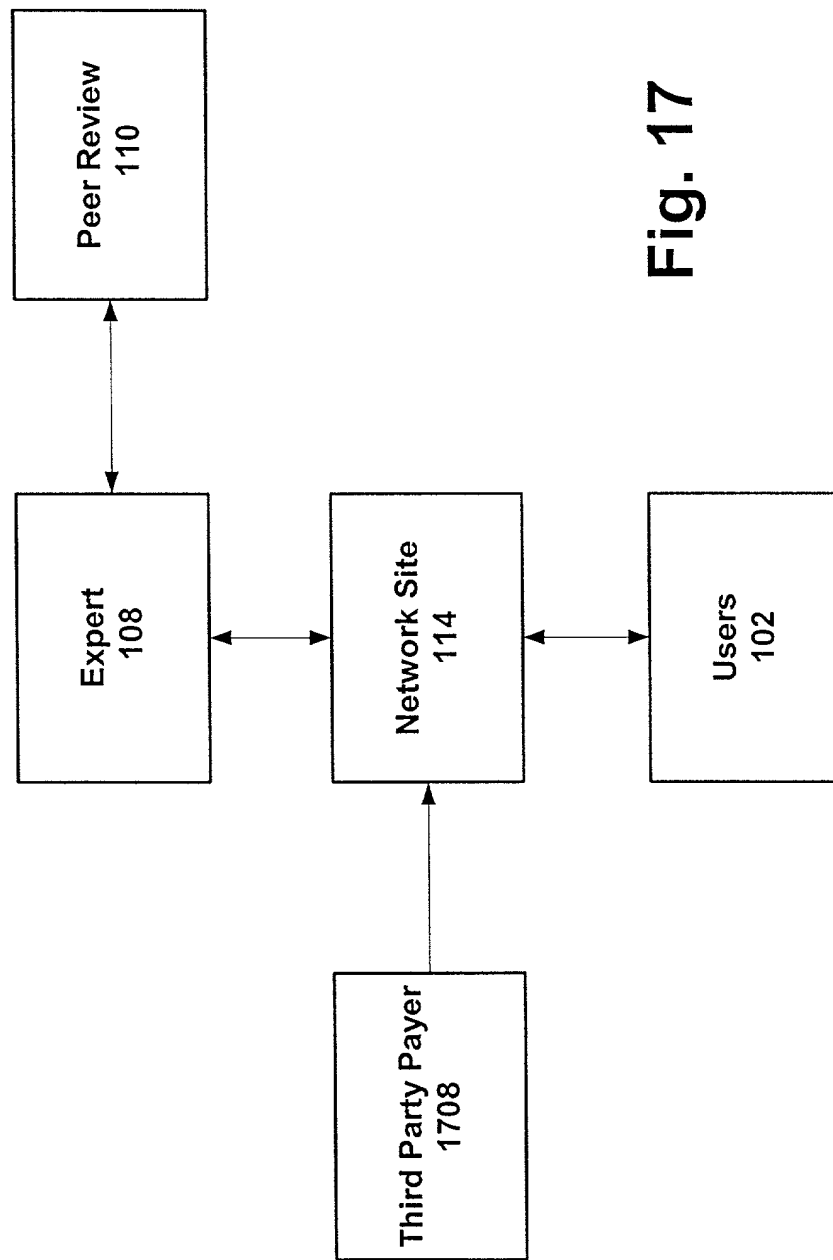 Peer Review
110
Expert
108
Network Site
114
Users
102
Third Party Payer
1708
Fig. 17